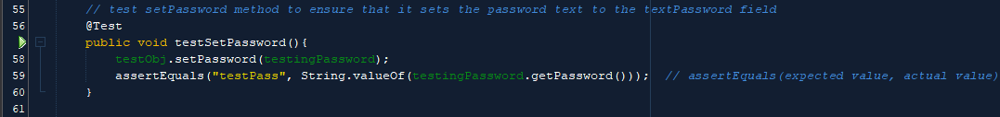 55 // test setPassword method to ensure that it sets the password text to the textPassword field
56 @Test
public void testSetPassword(){
58 testObj.setPassword(testingPassword);
59 assertEquals("testPass", String.valueOf(testingPassword.getPassword())); // assertEquals(expected value, actual value)
60 }
61